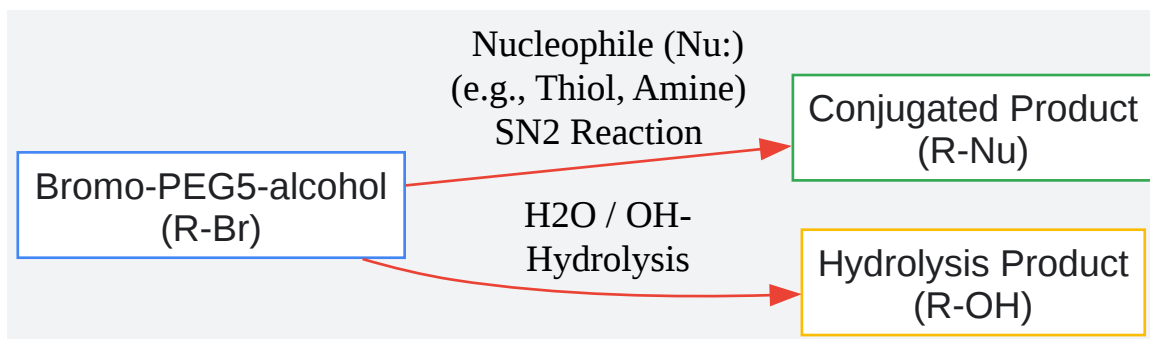 Nucleophile (Nu:)
(e.g., Thiol, Amine)
SN2 Reaction
Conjugated Product
(R-Nu)
Bromo-PEG5-alcohol
(R-Br)
H2O / OH-
Hydrolysis
Hydrolysis Product
(R-OH)